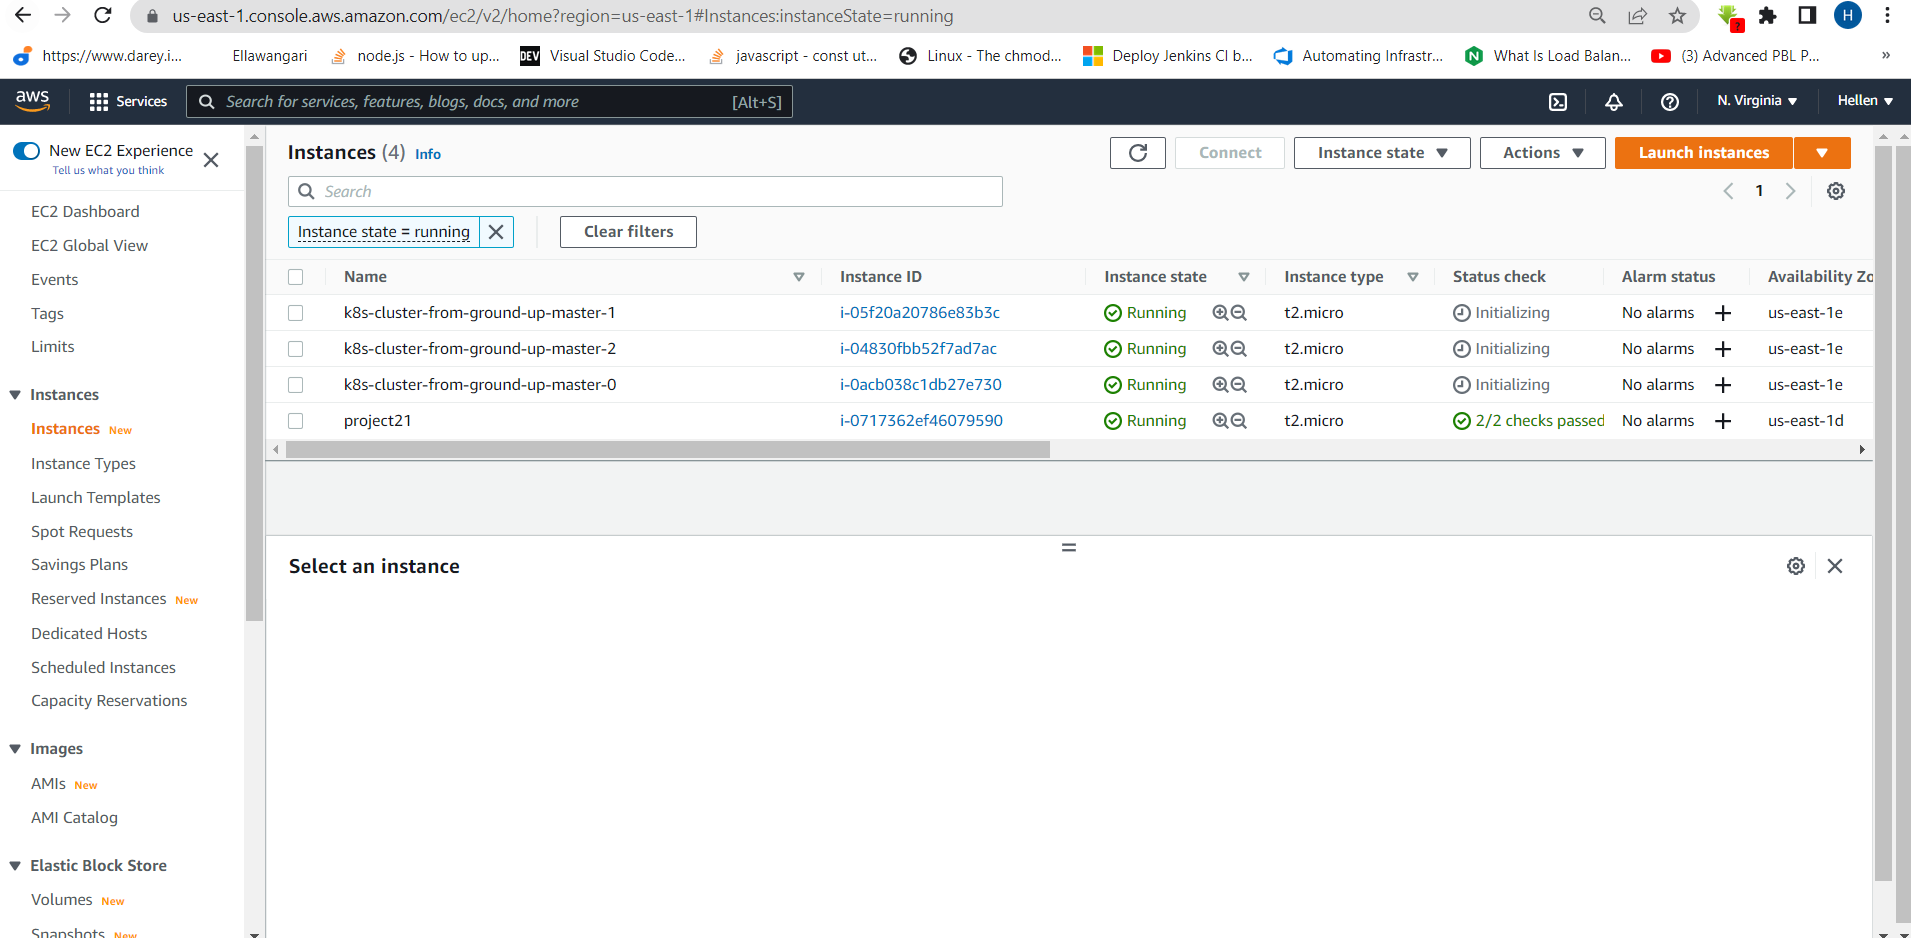 us-east-1.console.aws.amazon.com/ec2/v2/home?region=us-east-1#Instances:instanceState=running
?
H
https://www.darey.i... Ellawangari node.js - How to up... DEV Visual Studio Code... javascript - const ut... Linux - The chmod... Deploy Jenkins CI b... Automating Infrastr... N What Is Load Balan... (3) Advanced PBL P... »
aws Services Search for services, features, blogs, docs, and more [Alt+S] N. Virginia Hellen
New EC2 Experience
Tell us what you think
EC2 Dashboard
EC2 Global View
Events
Tags
Limits
Instances
Instances New
Instance Types
Launch Templates
Spot Requests
Savings Plans
Reserved Instances New
Dedicated Hosts
Scheduled Instances
Capacity Reservations
Images
AMIs New
AMI Catalog
Elastic Block Store
Volumes New
Snapshots New
Instances (4) Info
Connect Instance state Actions Launch instances
Search
1
Instance state = running Clear filters
Name Instance ID Instance state Instance type Status check Alarm status Availability Zo
k8s-cluster-from-ground-up-master-1 i-05f20a20786e83b3c Running t2.micro Initializing No alarms + us-east-1e
k8s-cluster-from-ground-up-master-2 i-04830fbb52f7ad7ac Running t2.micro Initializing No alarms + us-east-1e
k8s-cluster-from-ground-up-master-0 i-0acb038c1db27e730 Running t2.micro Initializing No alarms + us-east-1e
project21 i-0717362ef46079590 Running t2.micro 2/2 checks passed No alarms + us-east-1d
Select an instance